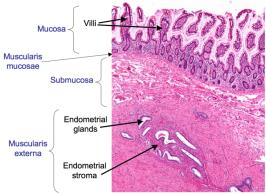 Mucosa
Villi
Muscularis
mucosae
Submucosa
Endometrial
glands
Muscularis
externa
Endometrial
stroma